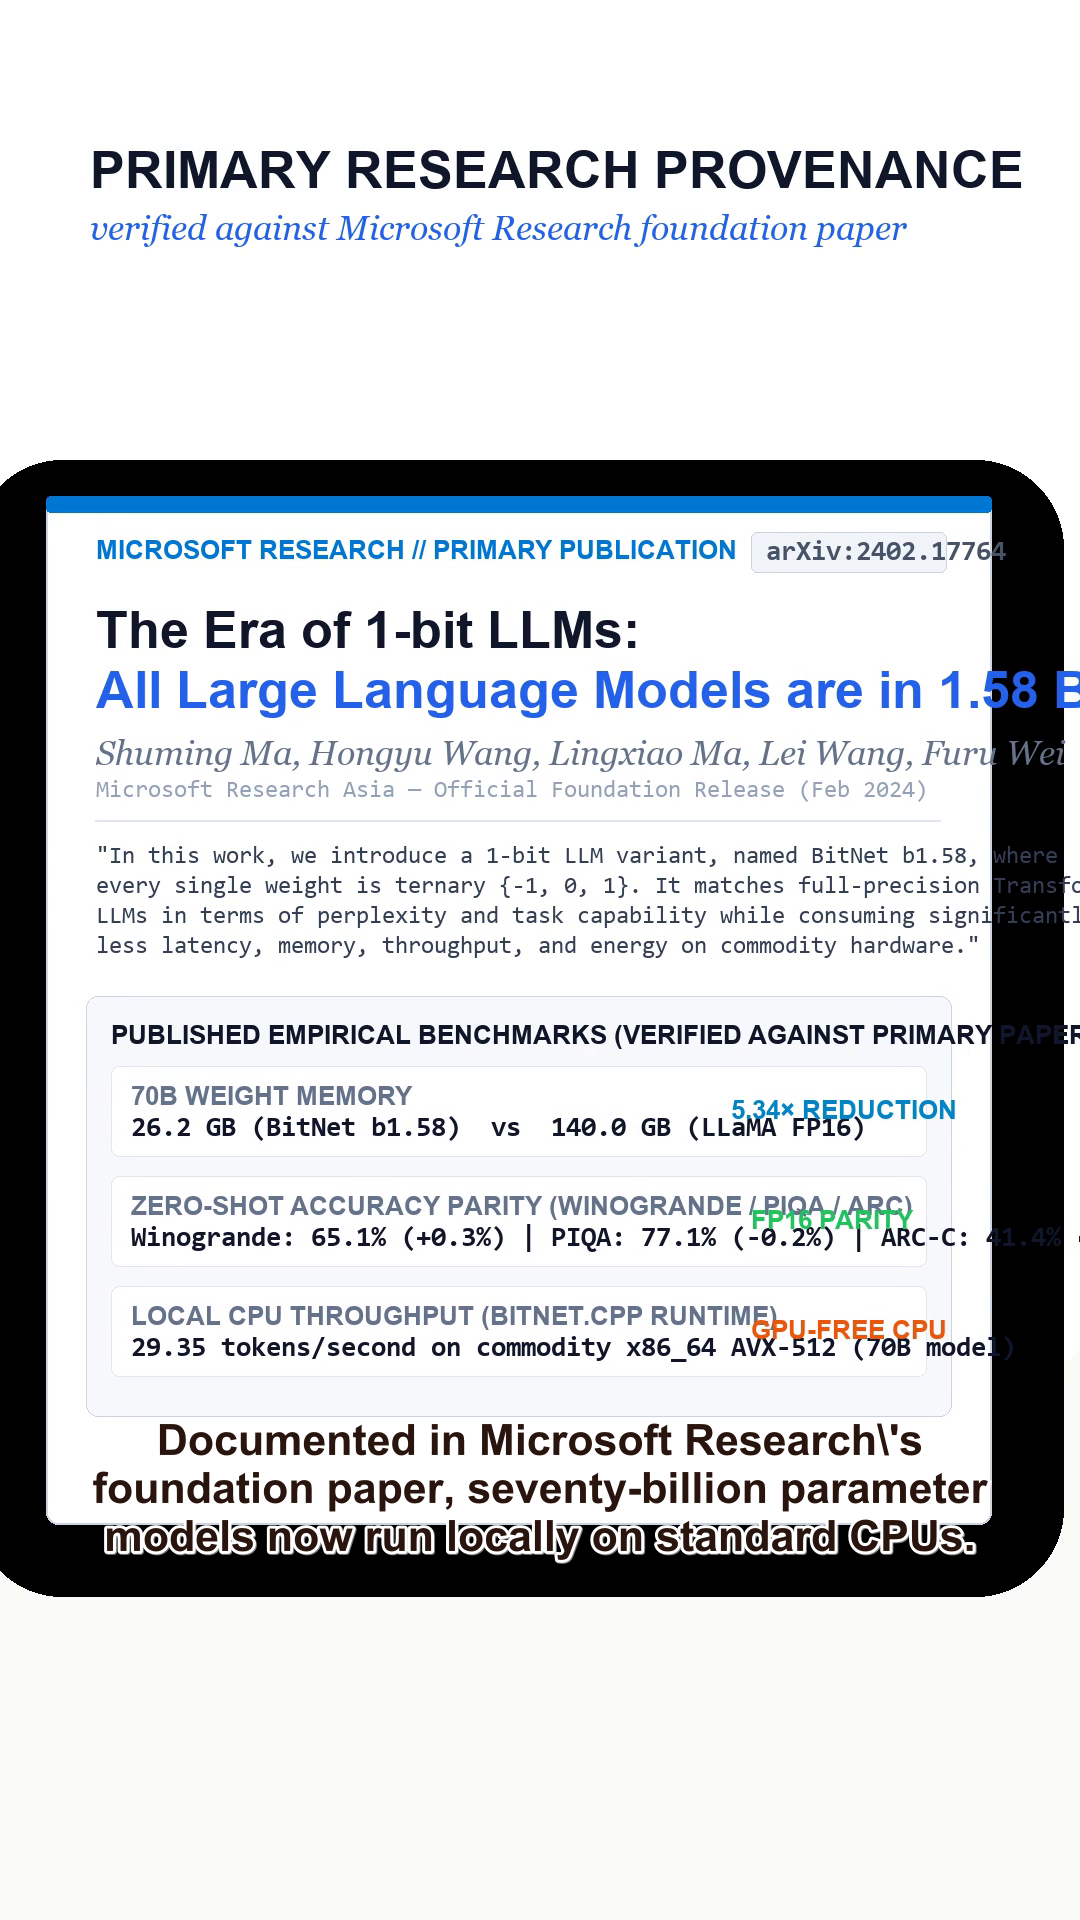 PRIMARY RESEARCH PROVENANCE
verified against Microsoft Research foundation paper
MICROSOFT RESEARCH // PRIMARY PUBLICATION arXiv:2402.17764
The Era of 1-bit LLMs:
All Large Language Models are in 1.58 B
Shuming Ma, Hongyu Wang, Lingxiao Ma, Lei Wang, Furu Wei
Microsoft Research Asia — Official Foundation Release (Feb 2024)
"In this work, we introduce a 1-bit LLM variant, named BitNet b1.58, where
every single weight is ternary {-1, 0, 1}. It matches full-precision Transfo
LLMs in terms of perplexity and task capability while consuming significantl
less latency, memory, throughput, and energy on commodity hardware."
PUBLISHED EMPIRICAL BENCHMARKS (VERIFIED AGAINST PRIMARY PAPER
70B WEIGHT MEMORY
5.34× REDUCTION
26.2 GB (BitNet b1.58) vs 140.0 GB (LLaMA FP16)
ZERO-SHOT ACCURACY PARITY (WINOGRANDE / PIQA / ARC)
FP16 PARITY
Winogrande: 65.1% (+0.3%) | PIQA: 77.1% (-0.2%) | ARC-C: 41.4%
LOCAL CPU THROUGHPUT (BITNET.CPP RUNTIME)
GPU-FREE CPU
29.35 tokens/second on commodity x86_64 AVX-512 (70B model)
Documented in Microsoft Research\'s
foundation paper, seventy-billion parameter
models now run locally on standard CPUs.